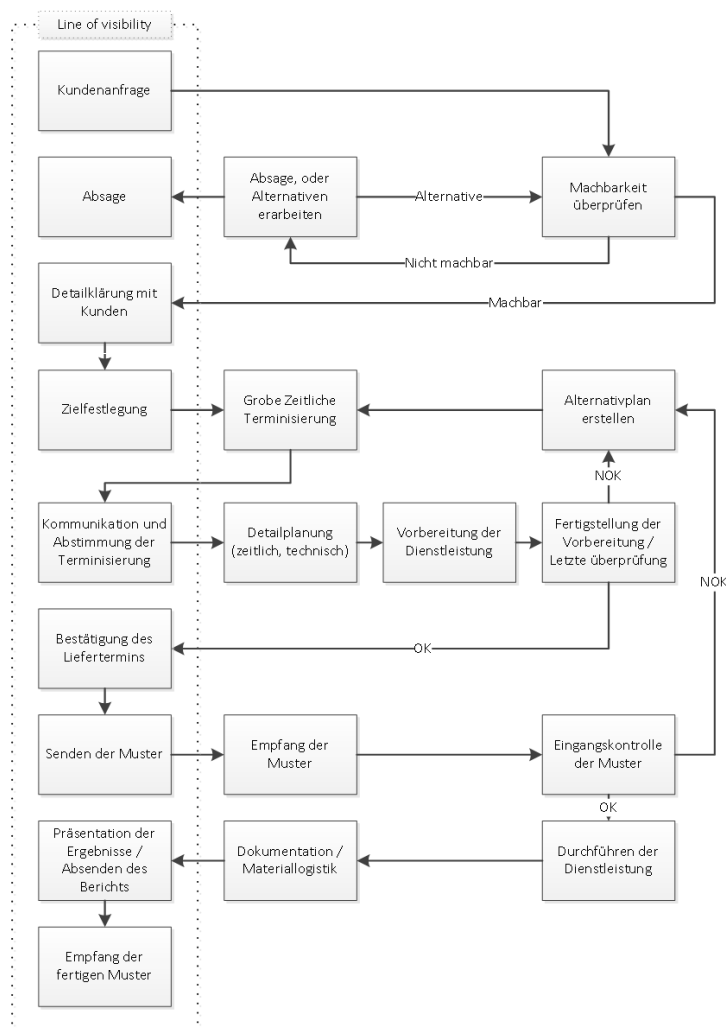 Line of visibility
Kundenanfrage
Absage
Absage, oder
Alternativen
erarbeiten
Alternative
Machbarkeit
überprüfen
Nicht machbar
Machbar
Detailklärung mit
Kunden
Zielfestlegung
Grobe Zeitliche
Terminisierung
Alternativplan
erstellen
NOK
Kommunikation und
Abstimmung der
Terminisierung
Detailplanung
(zeitlich, technisch)
Vorbereitung der
Dienstleistung
Fertigstellung der
Vorbereitung /
Letzte überprüfung
NOK
Bestätigung des
Liefertermins
OK
Senden der Muster
Empfang der
Muster
Eingangskontrolle
der Muster
OK
Präsentation der
Ergebnisse /
Absenden des
Berichts
Dokumentation /
Materiallogistik
Durchführen der
Dienstleistung
Empfang der
fertigen Muster